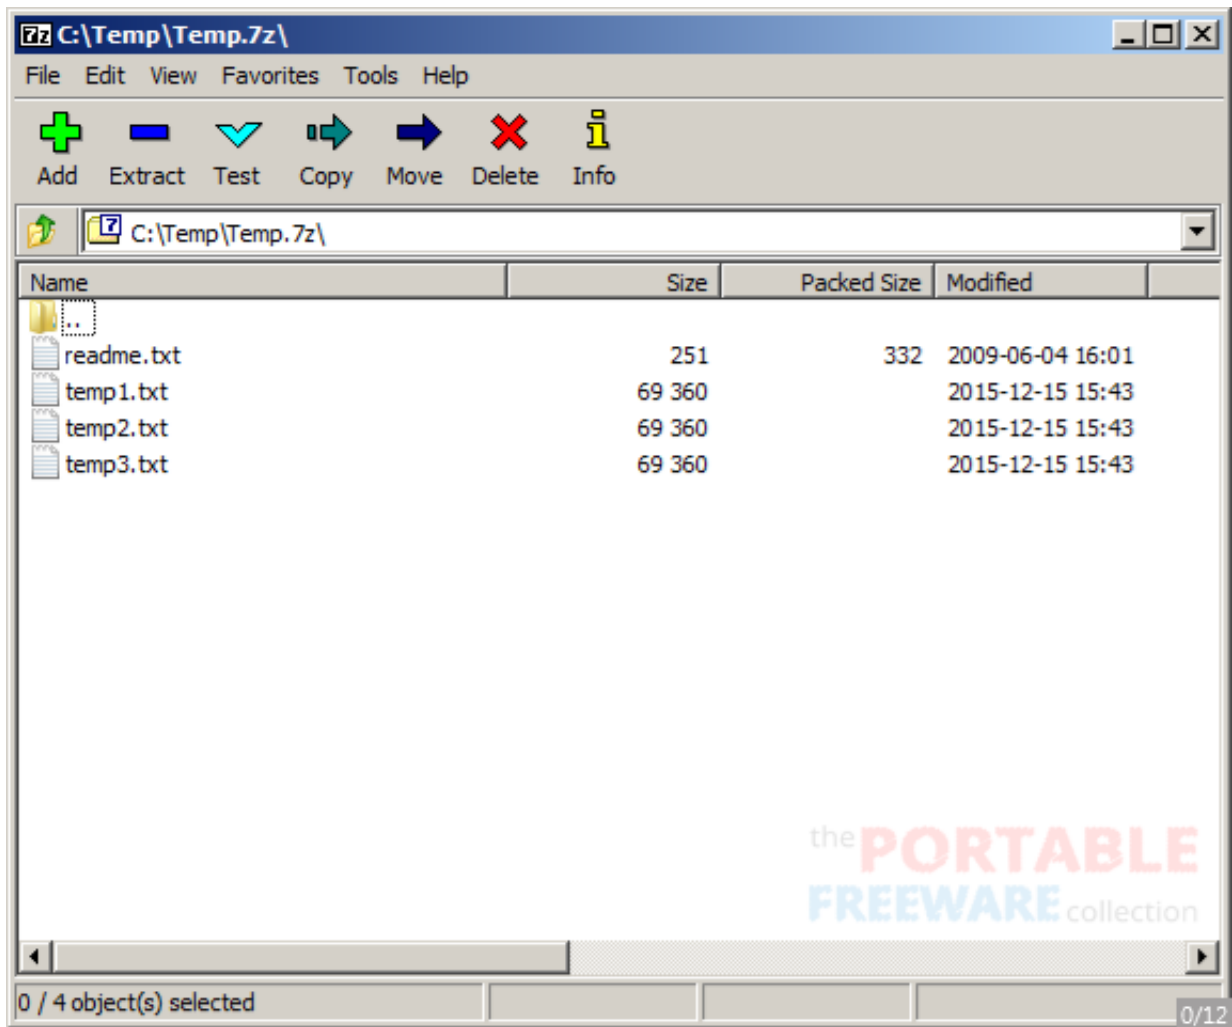 7z C:\Temp\Temp.7z\
File Edit View Favorites Tools Help
Add Extract Test Copy Move Delete Info
7 C:\Temp\Temp.7z\
Name Size Packed Size Modified
..
readme.txt 251 332 2009-06-04 16:01
temp1.txt 69 360 2015-12-15 15:43
temp2.txt 69 360 2015-12-15 15:43
temp3.txt 69 360 2015-12-15 15:43
the PORTABLE
FREEWARE collection
0 / 4 object(s) selected
0/12